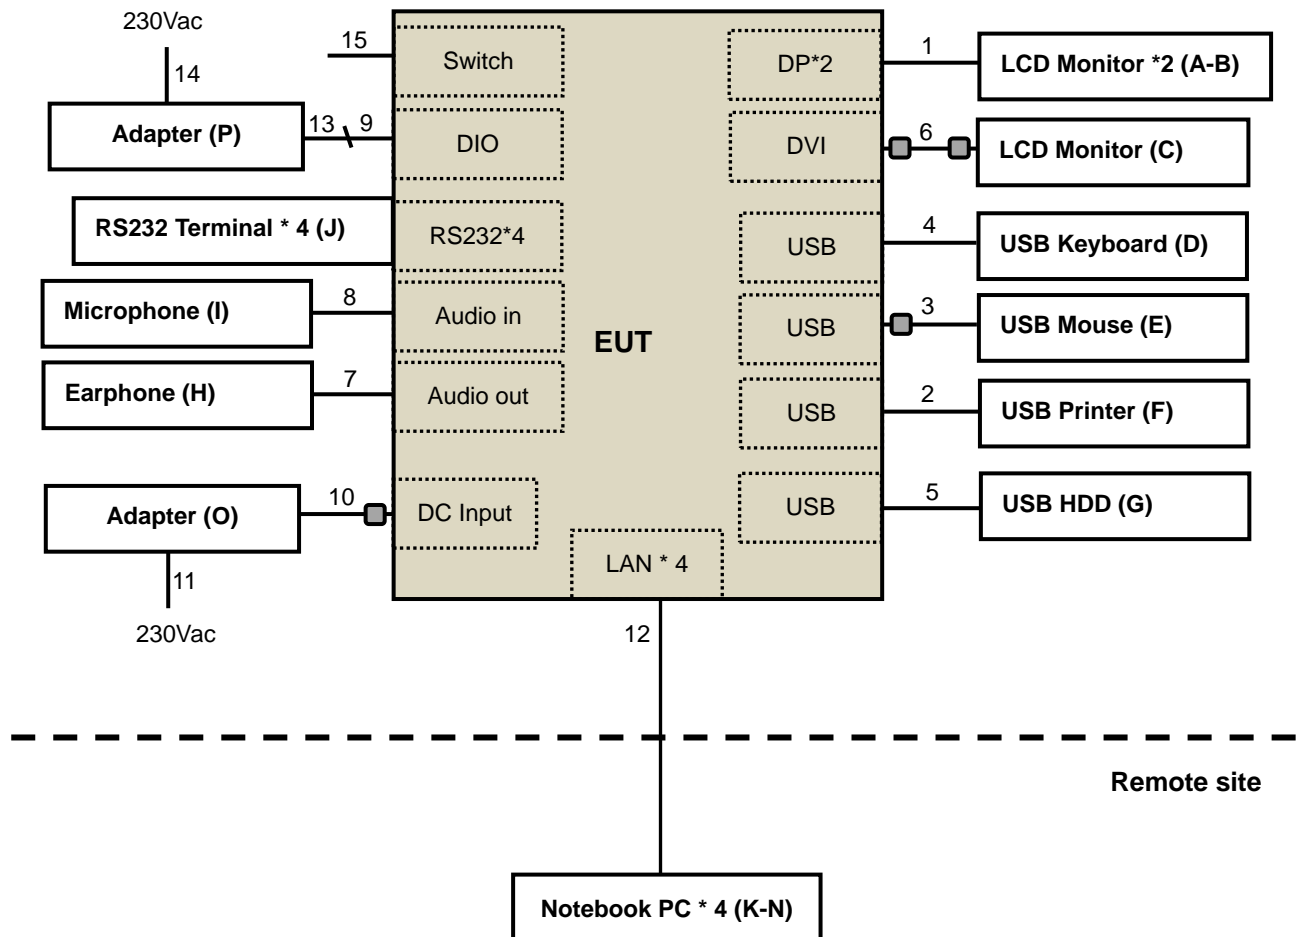 230Vac
14
Adapter (P)
13
9
15
Switch
DIO
RS232 Terminal * 4 (J)
RS232*4
Microphone (I)
8
Audio in
Earphone (H)
7
Audio out
Adapter (O)
10
DC Input
11
230Vac
EUT
LAN * 4
12
DP*2
1
LCD Monitor *2 (A-B)
DVI
6
LCD Monitor (C)
USB
4
USB Keyboard (D)
USB
3
USB Mouse (E)
USB
2
USB Printer (F)
USB
5
USB HDD (G)
Remote site
Notebook PC * 4 (K-N)